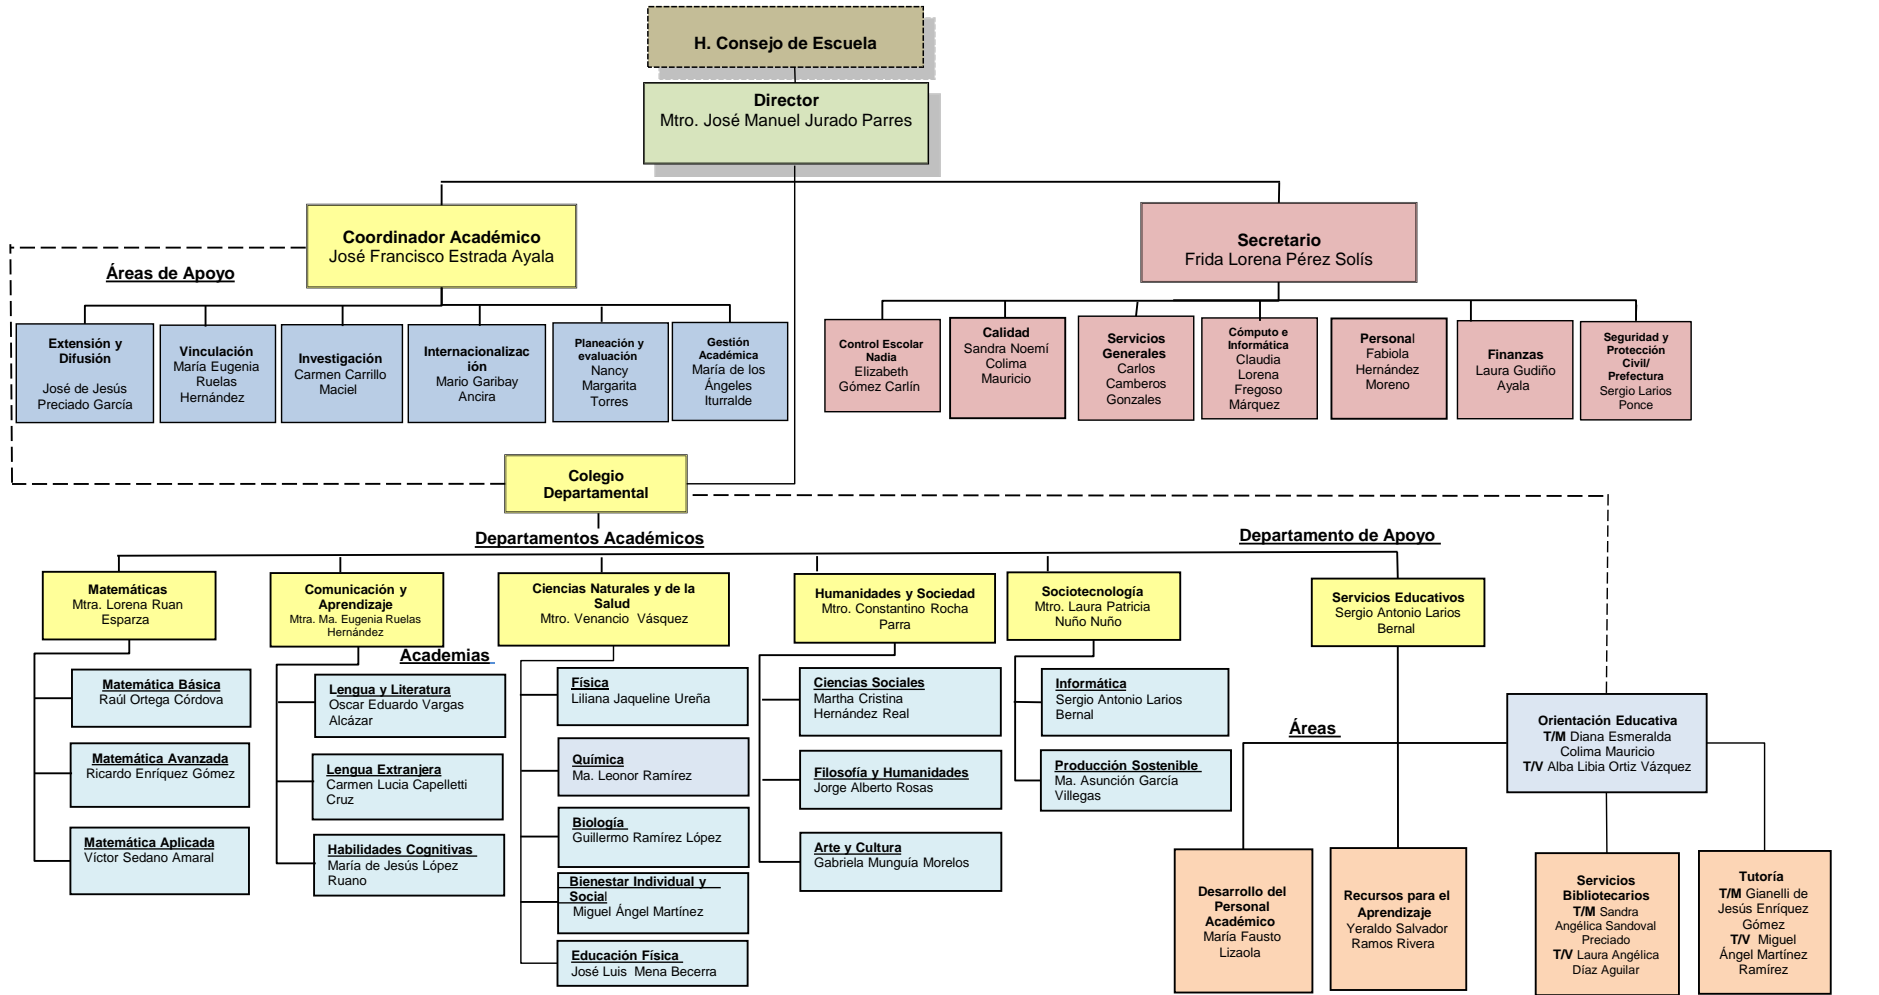 H. Consejo de Escuela
Director
Mtro. José Manuel Jurado Parres
Coordinador Académico
José Francisco Estrada Ayala
Secretario
Frida Lorena Pérez Solís
Áreas de Apoyo
Extensión y
Difusión
José de Jesús
Preciado García
Vinculación
María Eugenia
Ruelas
Hernández
Investigación
Carmen Carrillo
Maciel
Internacionalizac
ión
Mario Garibay
Ancira
Planeación y
evaluación
Nancy
Margarita
Torres
Gestión
Académica
María de los
Ángeles
Iturralde
Control Escolar
Nadia
Elizabeth
Gómez Carlín
Calidad
Sandra Noemí
Colima
Mauricio
Servicios
Generales
Carlos
Camberos
Gonzales
Cómputo e
Informática
Claudia
Lorena
Fregoso
Márquez
Personal
Fabiola
Hernández
Moreno
Finanzas
Laura Gudiño
Ayala
Seguridad y
Protección
Civil/
Prefectura
Sergio Larios
Ponce
Colegio
Departamental
Departamentos Académicos
Departamento de Apoyo
Matemáticas
Mtra. Lorena Ruan
Esparza
Comunicación y
Aprendizaje
Mtra. Ma. Eugenia Ruelas
Hernández
Ciencias Naturales y de la
Salud
Mtro. Venancio Vásquez
Humanidades y Sociedad
Mtro. Constantino Rocha
Parra
Sociotecnología
Mtro. Laura Patricia
Nuño Nuño
Servicios Educativos
Sergio Antonio Larios
Bernal
Academias
Matemática Básica
Raúl Ortega Córdova
Matemática Avanzada
Ricardo Enríquez Gómez
Matemática Aplicada
Víctor Sedano Amaral
Lengua y Literatura
Oscar Eduardo Vargas
Alcázar
Lengua Extranjera
Carmen Lucia Capelletti
Cruz
Habilidades Cognitivas
María de Jesús López
Ruano
Física
Liliana Jaqueline Ureña
Química
Ma. Leonor Ramírez
Biología
Guillermo Ramírez López
Bienestar Individual y
Social
Miguel Ángel Martínez
Educación Física
José Luis Mena Becerra
Ciencias Sociales
Martha Cristina
Hernández Real
Filosofía y Humanidades
Jorge Alberto Rosas
Arte y Cultura
Gabriela Munguía Morelos
Informática
Sergio Antonio Larios
Bernal
Producción Sostenible
Ma. Asunción García
Villegas
Áreas
Orientación Educativa
T/M Diana Esmeralda
Colima Mauricio
T/V Alba Libia Ortiz Vázquez
Desarrollo del
Personal
Académico
María Fausto
Lizaola
Recursos para el
Aprendizaje
Yeraldo Salvador
Ramos Rivera
Servicios
Bibliotecarios
T/M Sandra
Angélica Sandoval
Preciado
T/V Laura Angélica
Díaz Aguilar
Tutoría
T/M Gianelli de
Jesús Enríquez
Gómez
T/V Miguel
Ángel Martínez
Ramírez